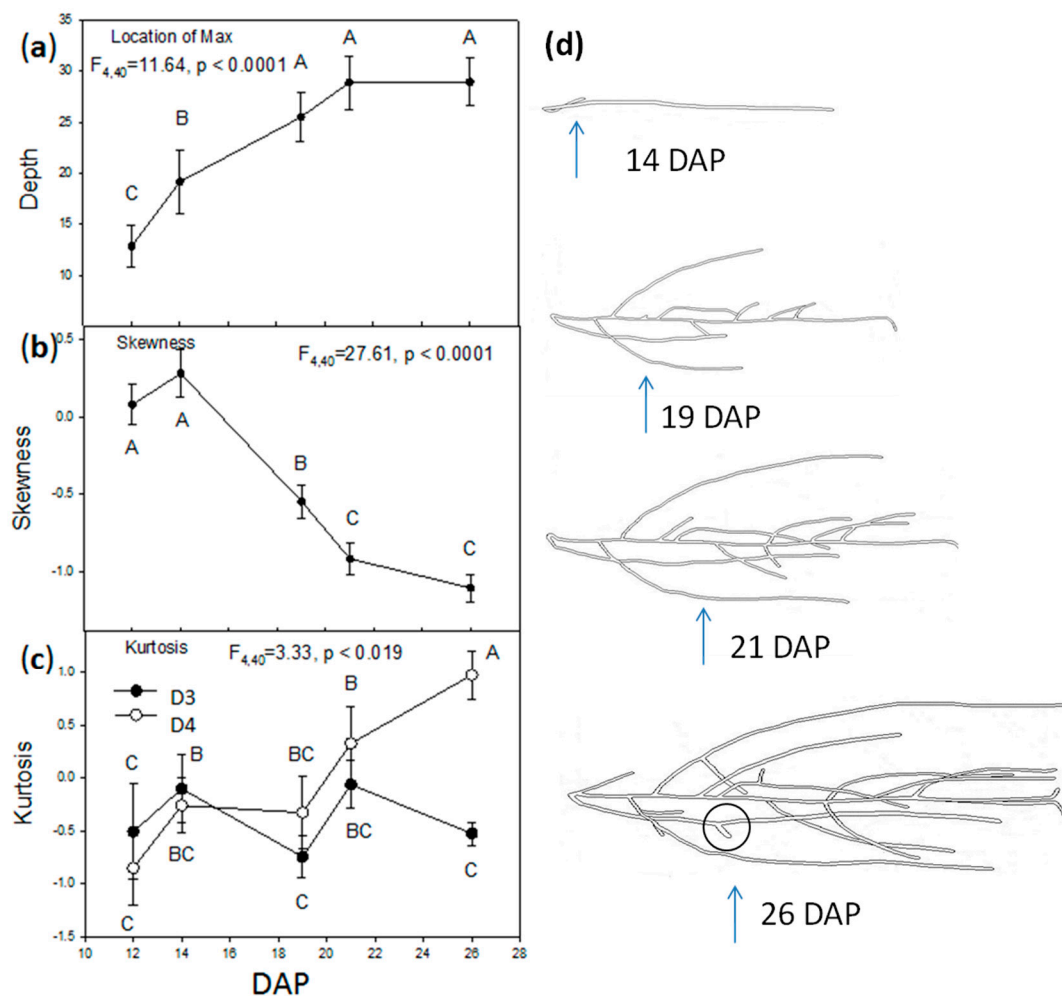 (a)
Location of Max
F4,40=11.64, p < 0.0001
35
30
25
20
15
10
Depth
C
B
A
A
A
(b)
Skewness
F4,40=27.61, p < 0.0001
0.5
0.0
-0.5
-1.0
Skewness
A
A
B
C
C
(c)
Kurtosis
F4,40=3.33, p < 0.019
D3
D4
1.0
0.5
0.0
-0.5
-1.0
-1.5
Kurtosis
C
B
BC
B
A
C
BC
C
BC
C
10 12 14 16 18 20 22 24 26 28
DAP
(d)
14 DAP
19 DAP
21 DAP
26 DAP